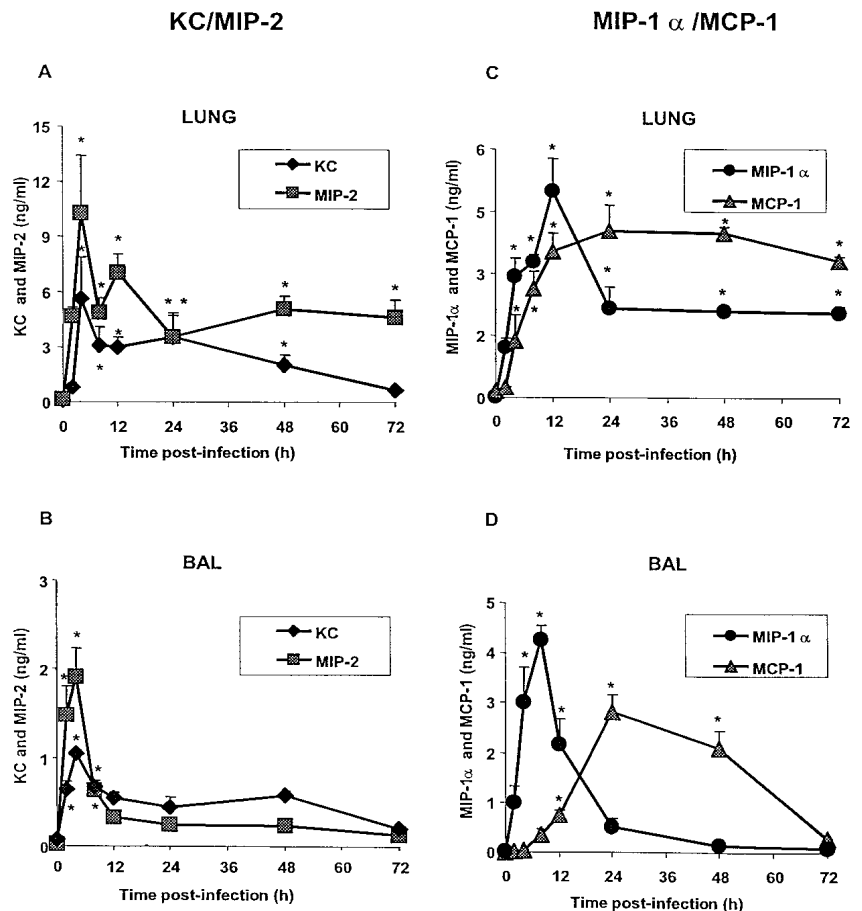 KC/MIP-2
MIP-1 α /MCP-1
A
LUNG
KC and MIP-2 (ng/ml)
15
12
9
6
3
0
KC
MIP-2
* * * * * * * * * * *
0 12 24 36 48 60 72
Time post-infection (h)
C
LUNG
MIP-1α and MCP-1 (ng/ml)
6
5
3
2
0
MIP-1 α
MCP-1
* * * * * * * * * * * *
0 12 24 36 48 60 72
Time post-infection (h)
B
BAL
KC and MIP-2 (ng/ml)
3
2
1
0
KC
MIP-2
* * * * * *
0 12 24 36 48 60 72
Time post-infection (h)
D
BAL
MIP-1α and MCP-1 (ng/ml)
5
4
3
2
1
0
MIP-1 α
MCP-1
* * * * * *
0 12 24 36 48 60 72
Time post-infection (h)